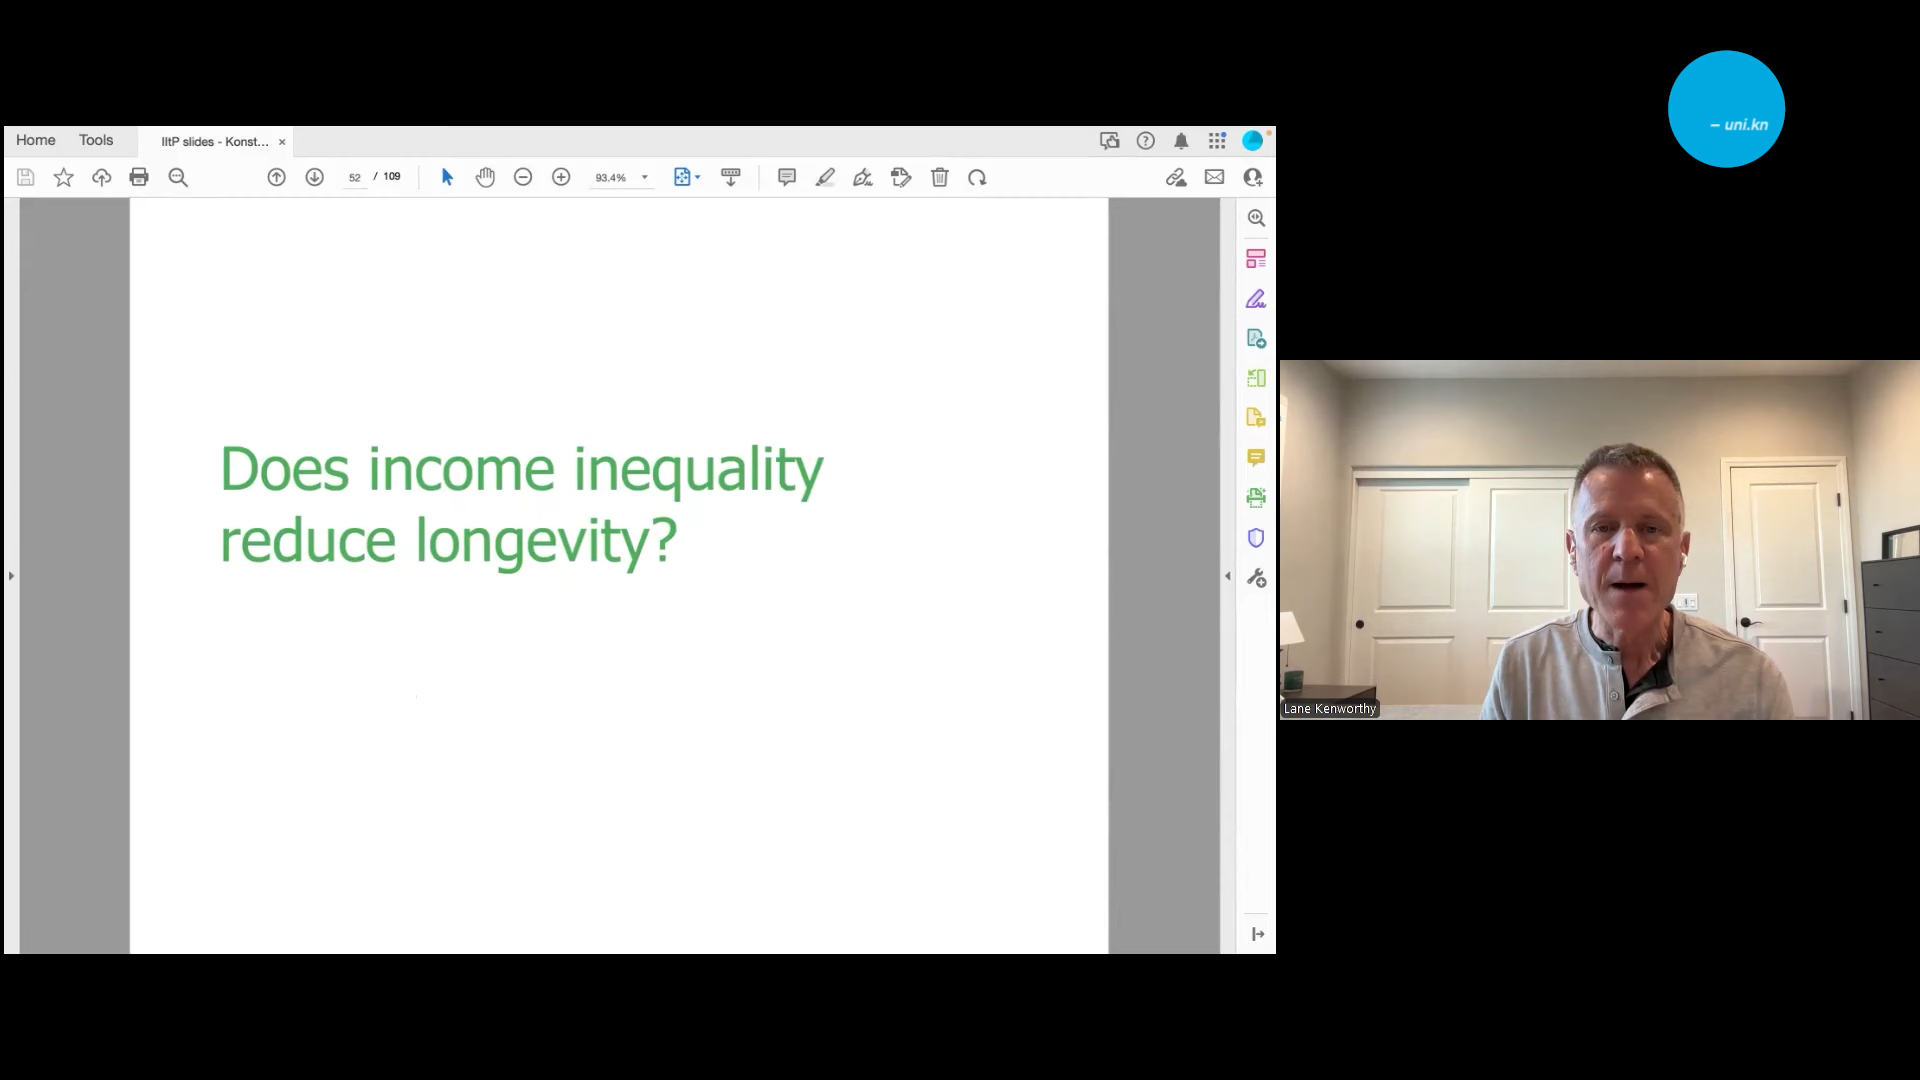 – uni.kn
Home Tools IItP slides - Konst... ×
52 / 109 93.4%
Does income inequality
reduce longevity?
Lane Kenworthy